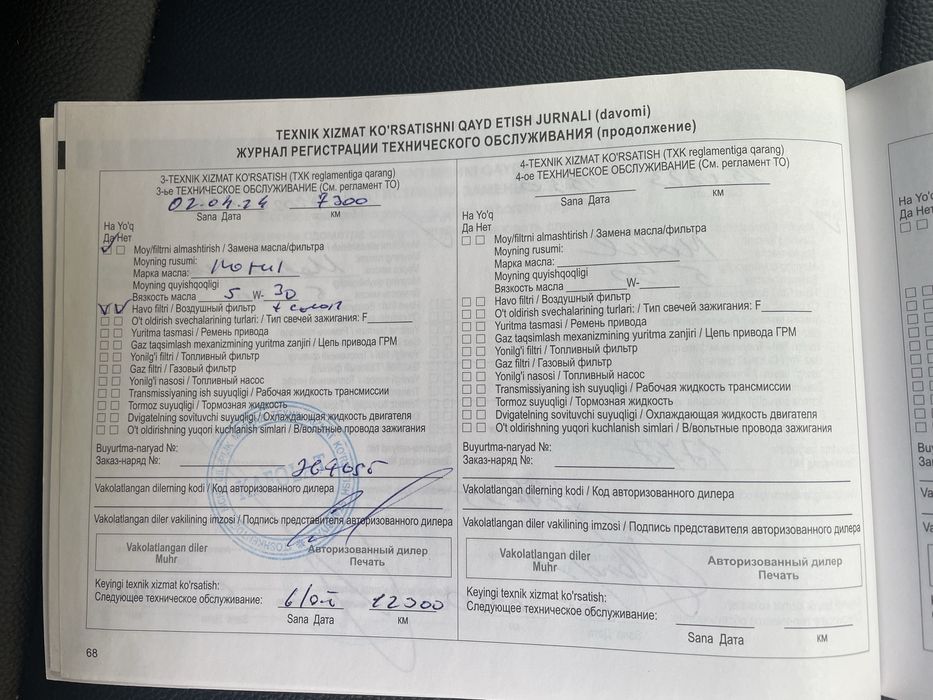 TEXNIK XIZMAT KO'RSATISHNI QAYD ETISH JURNALI (davomi)
ЖУРНАЛ РЕГИСТРАЦИИ ТЕХНИЧЕСКОГО ОБСЛУЖИВАНИЯ (продолжение)
3-TEXNIK XIZMAT KO'RSATISH (TXK reglamentiga qarang)
3-ье ТЕХНИЧЕСКОЕ ОБСЛУЖИВАНИЕ (См. регламент ТО)
02.04.24 7300
Sana Дата км
Ha Yo'q
Да Нет
Moy/filtrni almashtirish / Замена масла/фильтра
Moyning rusumi:
Марка масла: Motul
Moyning quyishqoqligi
Вязкость масла 5 W- 30
Havo filtri / Воздушный фильтр + салон
O't oldirish svechalarining turlari: / Тип свечей зажигания: F
Yuritma tasmasi / Ремень привода
Gaz taqsimlash mexanizmining yuritma zanjiri / Цепь привода ГРМ
Yonilg'i filtri / Топливный фильтр
Gaz filtri / Газовый фильтр
Yonilg'i nasosi / Топливный насос
Transmissiyaning ish suyuqligi / Рабочая жидкость трансмиссии
Tormoz suyuqligi / Тормозная жидкость
Dvigatelning sovituvchi suyuqligi / Охлаждающая жидкость двигателя
O't oldirishning yuqori kuchlanish simlari / В/вольтные провода зажигания
Buyurtma-naryad №:
Заказ-наряд №:
Vakolatlangan dilerning kodi / Код авторизованного дилера
Vakolatlangan diler vakilining imzosi / Подпись представителя авторизованного дилера
Vakolatlangan diler Авторизованный дилер
Muhr Печать
Keyingi texnik xizmat ko'rsatish:
Следующее техническое обслуживание: 12300
Sana Дата км
68
4-TEXNIK XIZMAT KO'RSATISH (TXK reglamentiga qarang)
4-ое ТЕХНИЧЕСКОЕ ОБСЛУЖИВАНИЕ (См. регламент ТО)
Sana Дата км
Ha Yo'q
Да Нет
Moy/filtrni almashtirish / Замена масла/фильтра
Moyning rusumi:
Марка масла:
Moyning quyishqoqligi
Вязкость масла W-
Havo filtri / Воздушный фильтр
O't oldirish svechalarining turlari: / Тип свечей зажигания: F
Yuritma tasmasi / Ремень привода
Gaz taqsimlash mexanizmining yuritma zanjiri / Цепь привода ГРМ
Yonilg'i filtri / Топливный фильтр
Gaz filtri / Газовый фильтр
Yonilg'i nasosi / Топливный насос
Transmissiyaning ish suyuqligi / Рабочая жидкость трансмиссии
Tormoz suyuqligi / Тормозная жидкость
Dvigatelning sovituvchi suyuqligi / Охлаждающая жидкость двигателя
O't oldirishning yuqori kuchlanish simlari / В/вольтные провода зажигания
Buyurtma-naryad №:
Заказ-наряд №:
Vakolatlangan dilerning kodi / Код авторизованного дилера
Vakolatlangan diler vakilining imzosi / Подпись представителя авторизованного дилера
Vakolatlangan diler Авторизованный дилер
Muhr Печать
Keyingi texnik xizmat ko'rsatish:
Следующее техническое обслуживание:
Sana Дата км
Ha Yo'q
Да Нет